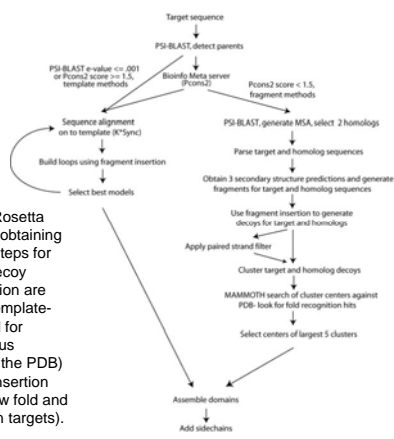 Target sequence
PSI-BLAST, detect parents
PSI-BLAST e-value <= .001
or Pcons2 score >= 1.5,
template methods
Bioinfo Meta server
(Pcons2)
Pcons2 score < 1.5,
fragment methods
Sequence alignment
on to template (K*Sync)
Build loops using fragment insertion
Select best models
PSI-BLAST, generate MSA, select 2 homologs
Parse target and homolog sequences
Obtain 3 secondary structure predictions and generate
fragments for target and homolog sequences
Use fragment insertion to generate
decoys for target and homologs
Apply paired strand filter
Cluster target and homolog decoys
MAMMOTH search of cluster centers against
PDB- look for fold recognition hits
Select centers of largest 5 clusters
Assemble domains
Add sidechains
Rosetta
obtaining
teps for
ecoy
ion are
emplate-
d for
us
the PDB)
nsertion
w fold and
n targets).